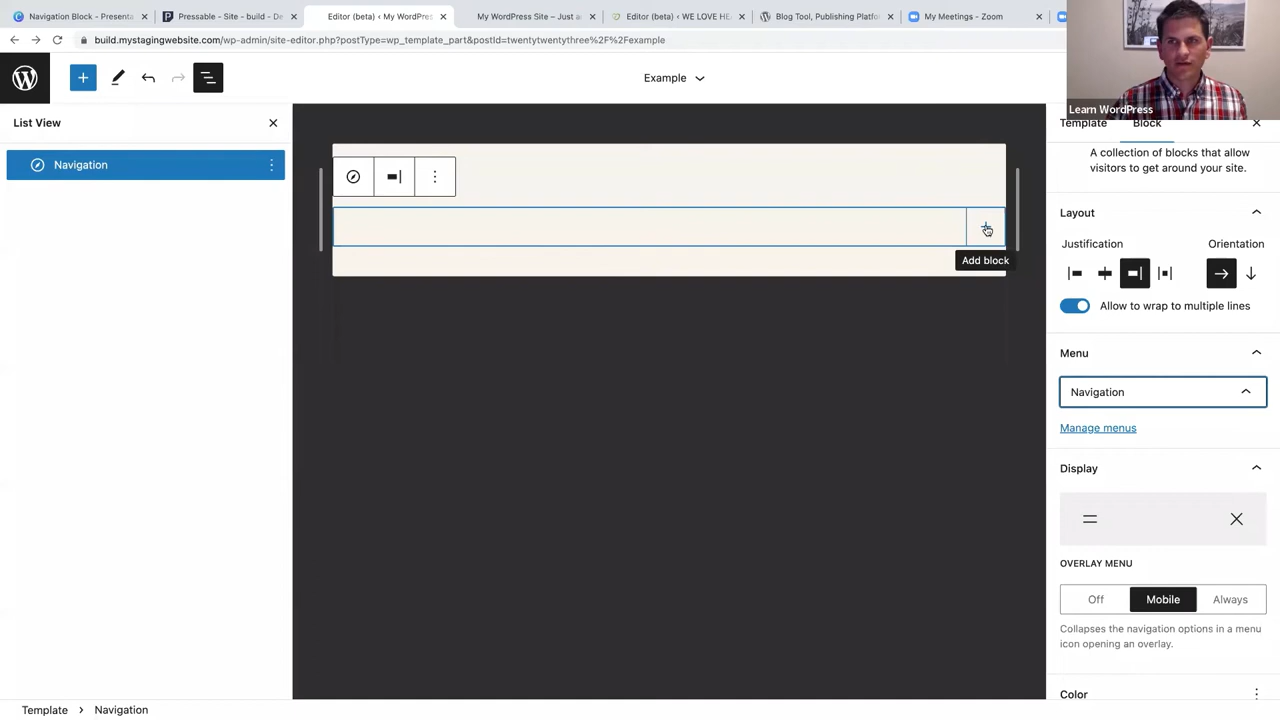 Navigation Block - Presenta
Pressable - Site - build - De
Editor (beta) ‹ My WordPres
My WordPress Site – Just a
Editor (beta) ‹ WE LOVE HE
Blog Tool, Publishing Platfo
My Meetings - Zoom
build.mystagingwebsite.com/wp-admin/site-editor.php?postType=wp_template_part&postId=twentytwentythree%2F%2Fexample
Example
Learn WordPress
List View
Template
Block
Navigation
A collection of blocks that allow
visitors to get around your site.
Layout
Justification
Orientation
Add block
Allow to wrap to multiple lines
Menu
Navigation
Manage menus
Display
OVERLAY MENU
Off
Mobile
Always
Collapses the navigation options in a menu
icon opening an overlay.
Color
Template
Navigation